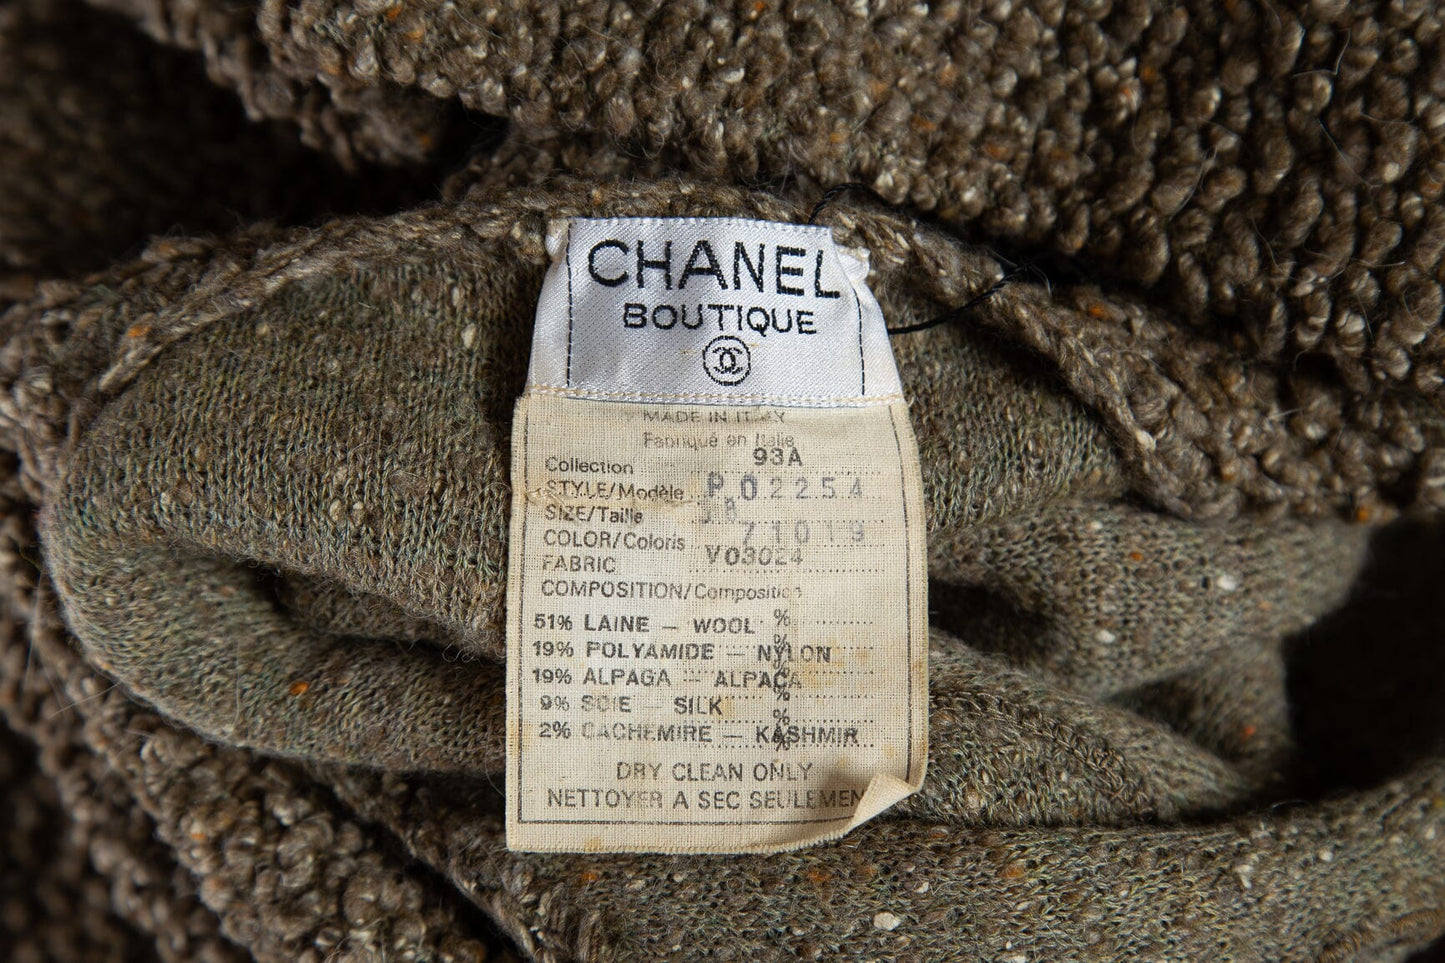 CHANEL
BOUTIQUE
MADE IN ITALY
Fabriqué en Italie
Collection 93A
STYLE/Modèle P02254
SIZE/Taille 38
COLOR/Coloris 71019
FABRIC V03024
COMPOSITION/Composition
51% LAINE – WOOL %
19% POLYAMIDE – NYLON %
19% ALPAGA – ALPACA %
9% SOIE – SILK %
2% CACHEMIRE – KASHMIR %
%
DRY CLEAN ONLY
NETTOYER A SEC SEULEMEN